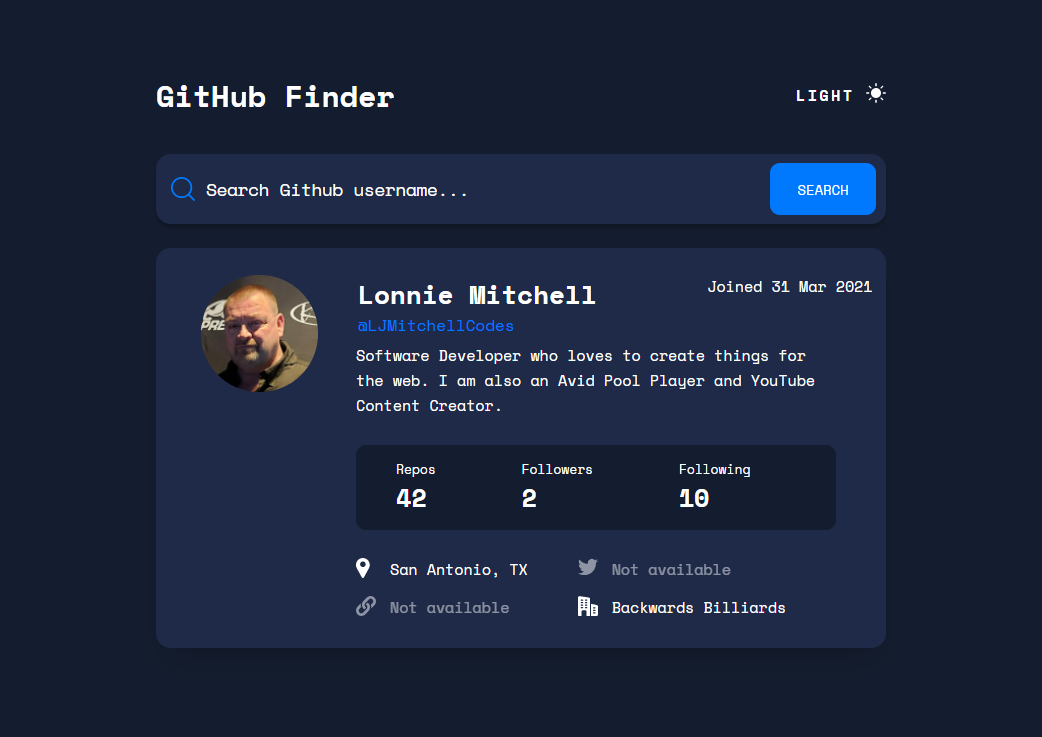 GitHub Finder
LIGHT
Search Github username...
SEARCH
PRE
Lonnie Mitchell
Joined 31 Mar 2021
@LJMitchellCodes
Software Developer who loves to create things for
the web. I am also an Avid Pool Player and YouTube
Content Creator.
Repos
Followers
Following
42
2
10
San Antonio, TX
Not available
Not available
Backwards Billiards